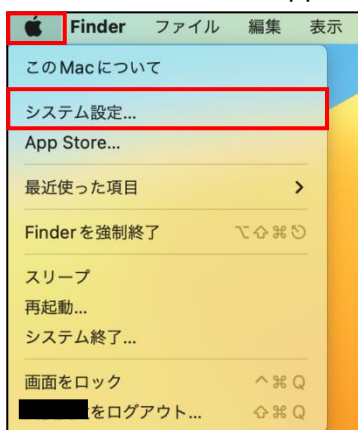 Finder ファイル 編集 表示
このMacについて
システム設定...
App Store...
最近使った項目 >
Finderを強制終了 ⌥⇧⌘⎋
スリープ
再起動...
システム終了...
画面をロック ^⌘Q
をログアウト... ⇧⌘Q